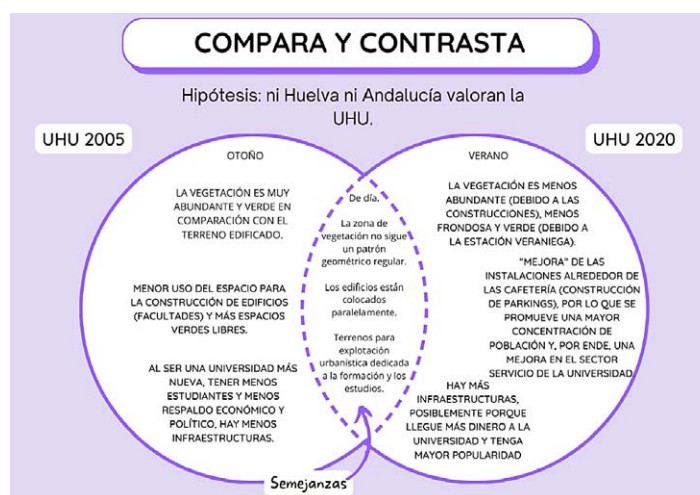 COMPARA Y CONTRASTA
Hipótesis: ni Huelva ni Andalucía valoran la
UHU.
UHU 2005
UHU 2020
OTOÑO
LA VEGETACIÓN ES MUY
ABUNDANTE Y VERDE EN
COMPARACIÓN CON EL
TERRENO EDIFICADO.
MENOR USO DEL ESPACIO PARA
LA CONSTRUCCIÓN DE EDIFICIOS
(FACULTADES) Y MÁS ESPACIOS
VERDES LIBRES.
AL SER UNA UNIVERSIDAD MÁS
NUEVA, TENER MENOS
ESTUDIANTES Y MENOS
RESPALDO ECONÓMICO Y
POLÍTICO, HAY MENOS
INFRAESTRUCTURAS.
De día.
La zona de
vegetación no sigue
un patrón
geométrico regular.
Los edificios están
colocados
paralelamente.
Terrenos para
explotación
urbanística dedicada
a la formación y los
estudios.
Semejanzas
VERANO
LA VEGETACIÓN ES MENOS
ABUNDANTE (DEBIDO A LAS
CONSTRUCCIONES), MENOS
FRONDOSA Y VERDE (DEBIDO A
LA ESTACIÓN VERANIEGA).
"MEJORA" DE LAS
INSTALACIONES ALREDEDOR DE
LAS CAFETERÍA (CONSTRUCCIÓN
DE PARKINGS), POR LO QUE SE
PROMUEVE UNA MAYOR
CONCENTRACIÓN DE
POBLACIÓN Y, POR ENDE, UNA
MEJORA EN EL SECTOR
SERVICIO DE LA UNIVERSIDAD.
HAY MÁS
INFRAESTRUCTURAS,
POSIBLEMENTE PORQUE
LLEGUE MÁS DINERO A LA
UNIVERSIDAD Y TENGA
MAYOR POPULARIDAD